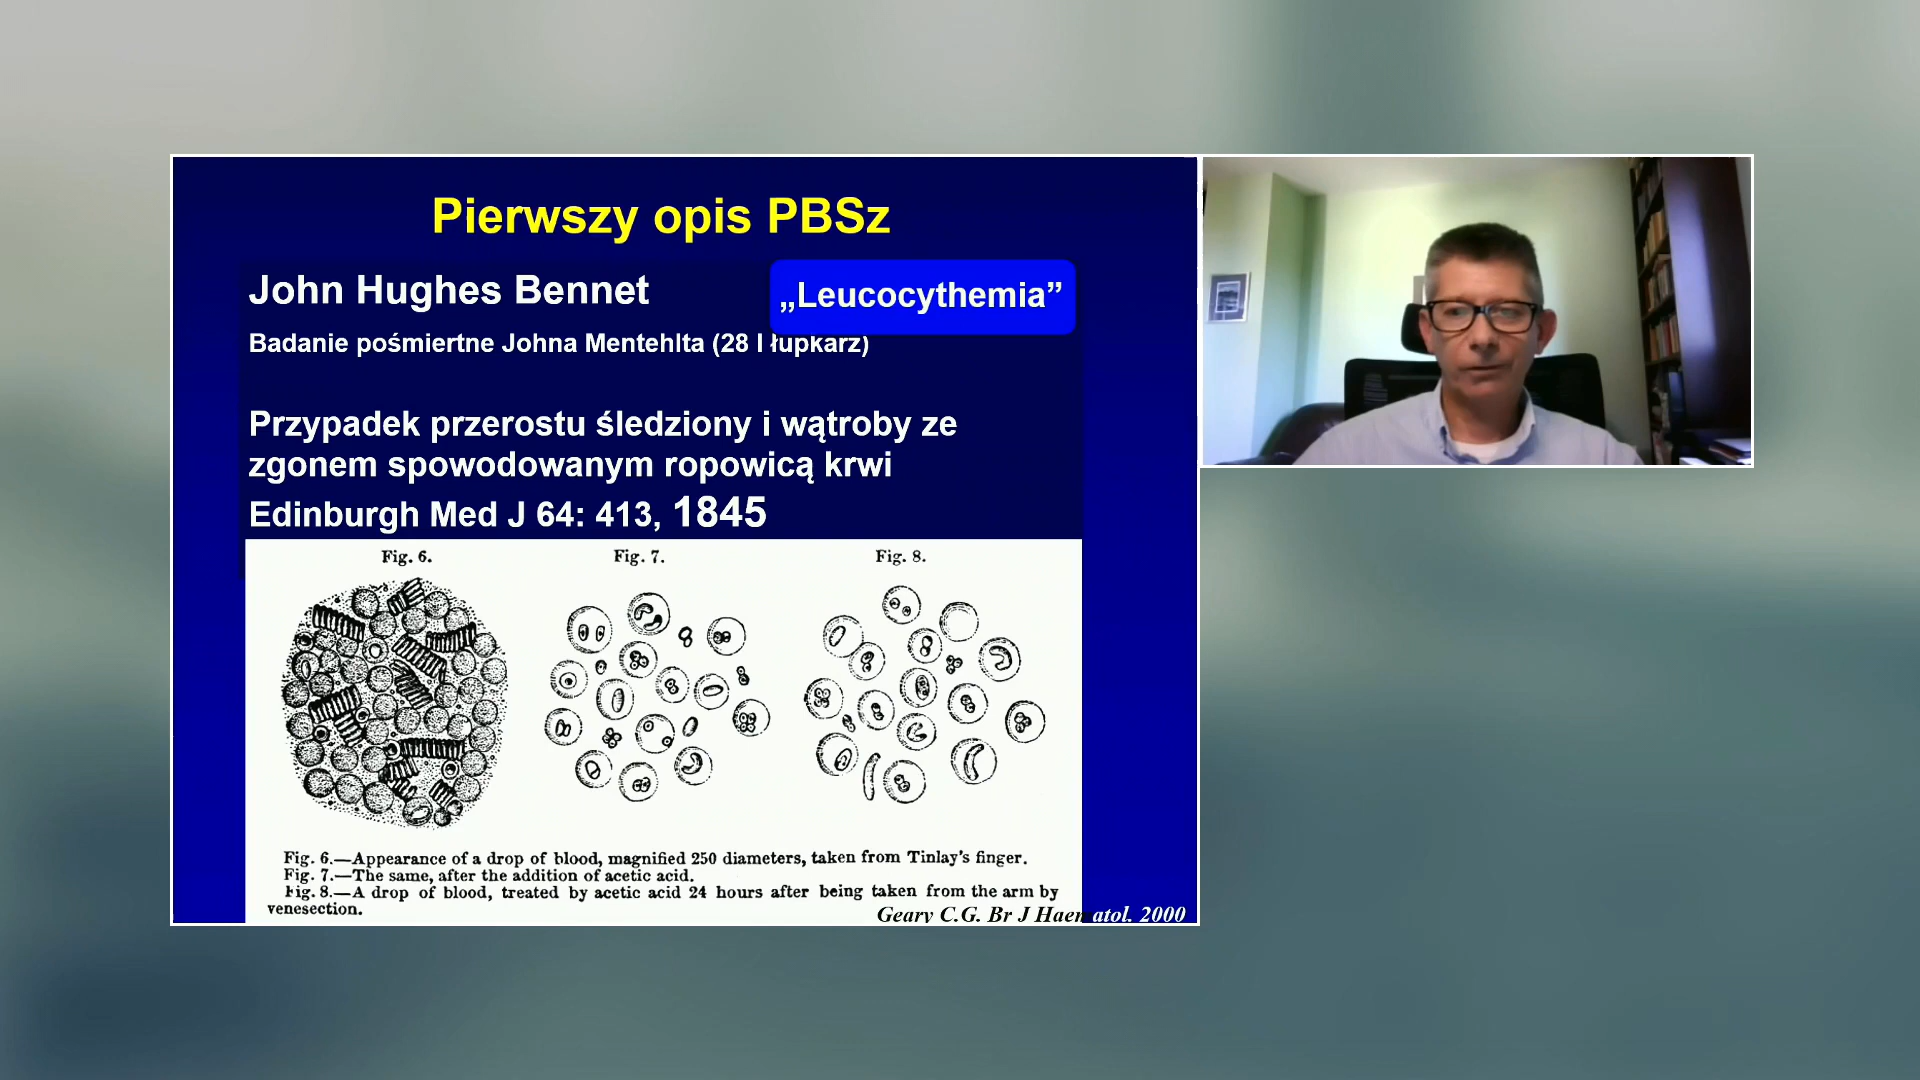 Pierwszy opis PBSz
John Hughes Bennet
„Leucocythemia”
Badanie pośmiertne Johna Mentehlta (28 l łupkarz)
Przypadek przerostu śledziony i wątroby ze
zgonem spowodowanym ropowicą krwi
Edinburgh Med J 64: 413, 1845
Fig. 6.
Fig. 7.
Fig. 8.
Fig. 6.—Appearance of a drop of blood, magnified 250 diameters, taken from Tinlay's finger.
Fig. 7.—The same, after the addition of acetic acid.
Fig. 8.—A drop of blood, treated by acetic acid 24 hours after being taken from the arm by
venesection.
Geary C.G. Br J Haematol. 2000